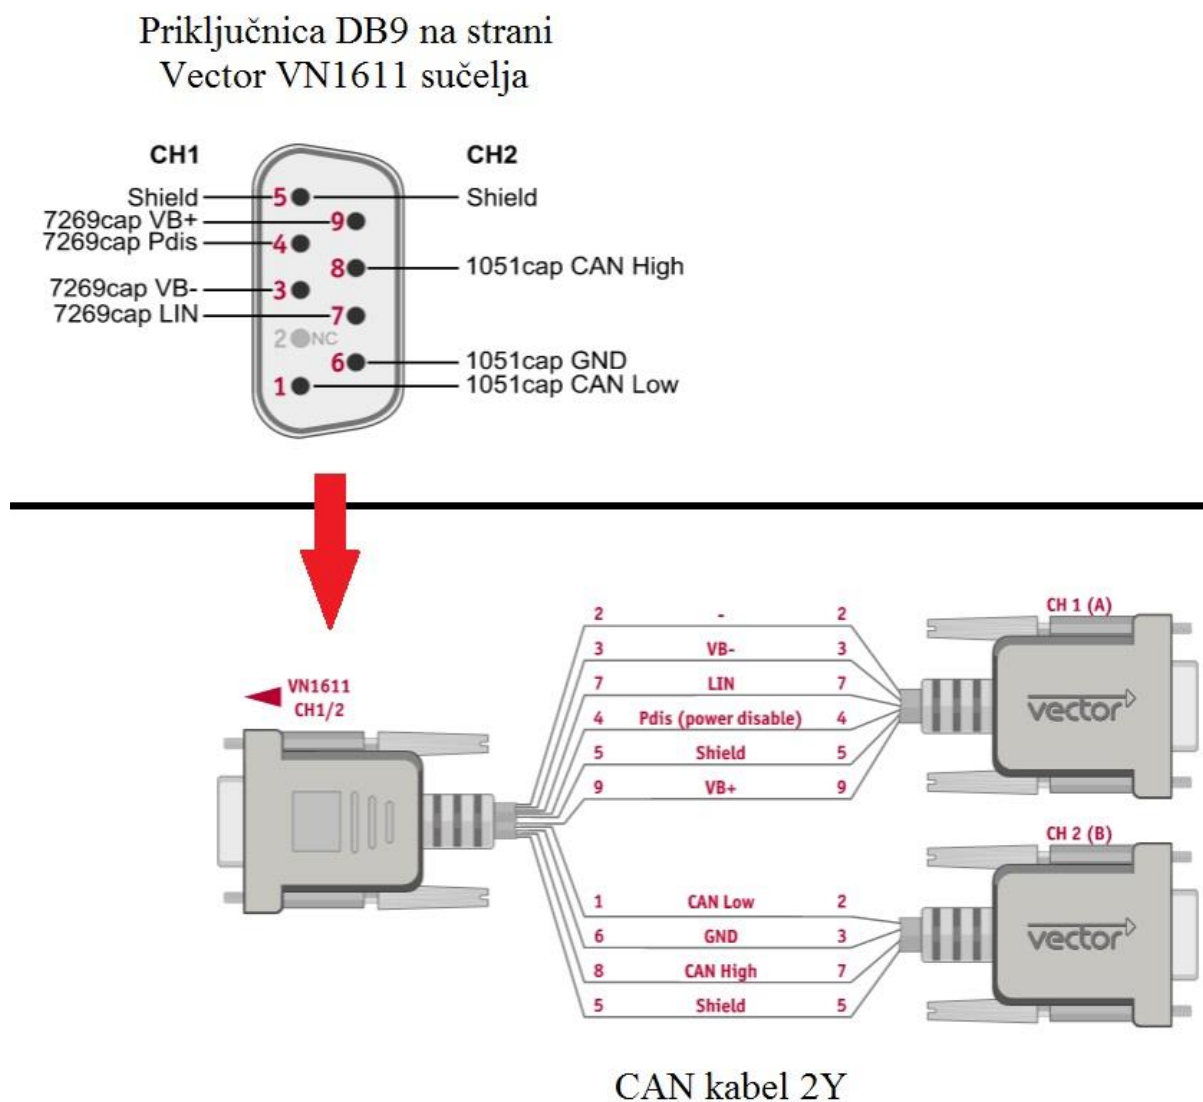 Priključnica DB9 na strani
Vector VN1611 sučelja
CH1 CH2
Shield 5 Shield
7269cap VB+ 9
7269cap Pdis 4
8 1051cap CAN High
7269cap VB- 3
7269cap LIN 7
2 NC
6 1051cap GND
1 1051cap CAN Low
VN1611
CH1/2
2 - 2
3 VB- 3
7 LIN 7
4 Pdis (power disable) 4
5 Shield 5
9 VB+ 9
CH 1 (A)
vector
1 CAN Low 2
6 GND 3
8 CAN High 7
5 Shield 5
CH 2 (B)
vector
CAN kabel 2Y